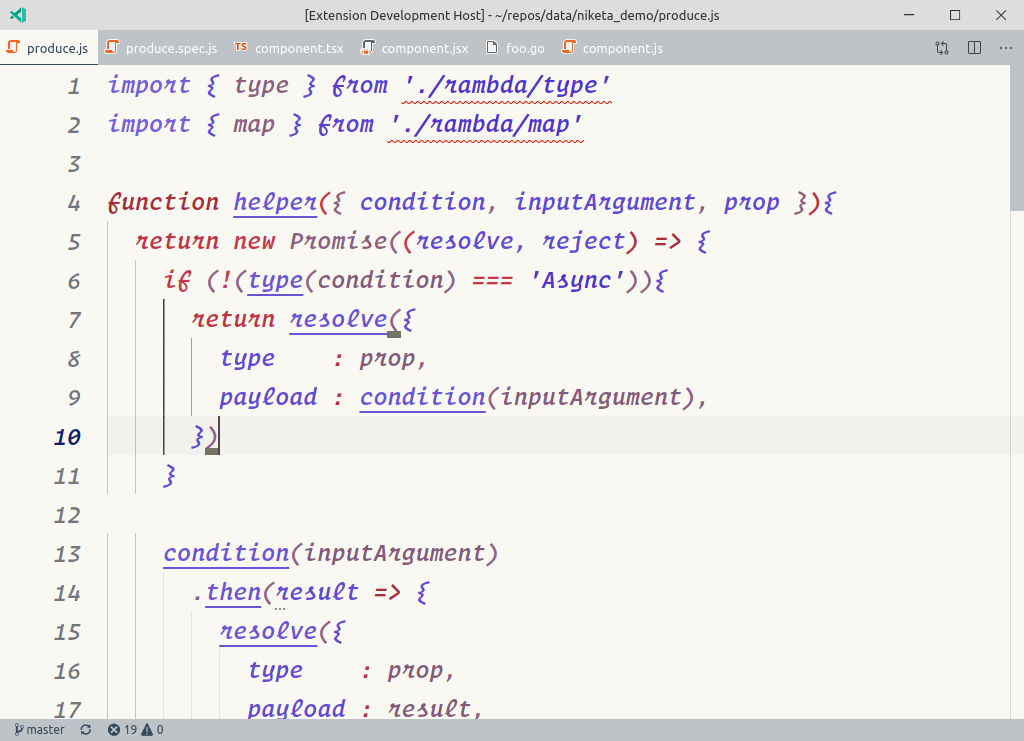 [Extension Development Host] - ~/repos/data/niketa_demo/produce.js
produce.js produce.spec.js TS component.tsx component.jsx foo.go component.js
1 import { type } from './rambda/type'
2 import { map } from './rambda/map'
3
4 function helper({ condition, inputArgument, prop }){
5 return new Promise((resolve, reject) => {
6 if (!(type(condition) === 'Async')){
7 return resolve({
8 type : prop,
9 payload : condition(inputArgument),
10 })
11 }
12
13 condition(inputArgument)
14 .then(result => {
15 resolve({
16 type : prop,
17 payload : result,
master 19 0